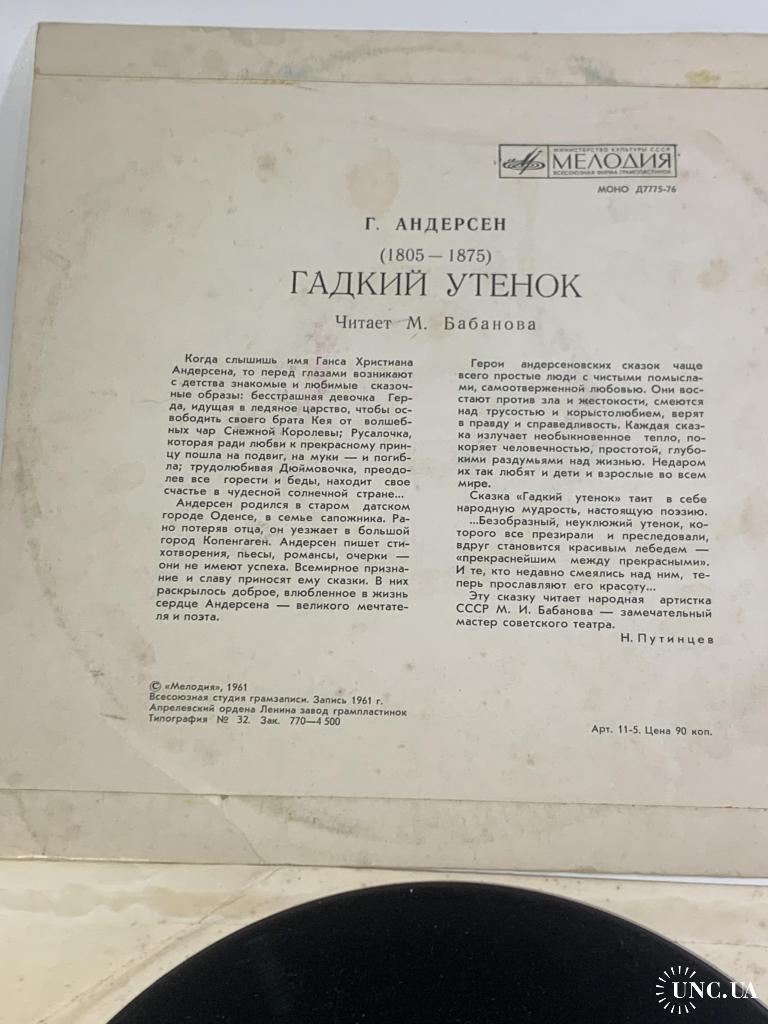 МИНИСТЕРСТВО КУЛЬТУРЫ СССР
МЕЛОДИЯ
ВСЕСОЮЗНАЯ ФИРМА ГРАМПЛАСТИНОК
МОНО Д7775-76
Г. АНДЕРСЕН
(1805 — 1875)
ГАДКИЙ УТЕНОК
Читает М. Бабанова
Когда слышишь имя Ганса Христиана
Андерсена, то перед глазами возникают
с детства знакомые и любимые сказоч-
ные образы: бесстрашная девочка Гер-
да, идущая в ледяное царство, чтобы ос-
вободить своего брата Кея от волшеб-
ных чар Снежной Королевы; Русалочка,
которая ради любви к прекрасному прин-
цу пошла на подвиг, на муки — и погиб-
ла; трудолюбивая Дюймовочка, преодо-
лев все горести и беды, находит свое
счастье в чудесной солнечной стране...
Андерсен родился в старом датском
городе Оденсе, в семье сапожника. Ра-
но потеряв отца, он уезжает в большой
город Копенгаген. Андерсен пишет сти-
хотворения, пьесы, романсы, очерки —
они не имеют успеха. Всемирное призна-
ние и славу приносят ему сказки. В них
раскрылось доброе, влюбленное в жизнь
сердце Андерсена — великого мечтате-
ля и поэта.
Герои андерсеновских сказок чаще
всего простые люди с чистыми помысла-
ми, самоотверженной любовью. Они вос-
стают против зла и жестокости, смеются
над трусостью и корыстолюбием, верят
в правду и справедливость. Каждая сказ-
ка излучает необыкновенное тепло, по-
коряет человечностью, простотой, глубо-
кими раздумьями над жизнью. Недаром
их так любят и дети и взрослые во всем
мире.
Сказка «Гадкий утенок» таит в себе
народную мудрость, настоящую поэзию.
...Безобразный, неуклюжий утенок, ко-
торого все презирали и преследовали,
вдруг становится красивым лебедем —
«прекраснейшим между прекрасными».
И те, кто недавно смеялись над ним, те-
перь прославляют его красоту...
Эту сказку читает народная артистка
СССР М. И. Бабанова — замечательный
мастер советского театра.
Н. Путинцев
© «Мелодия», 1961
Всесоюзная студия грамзаписи. Запись 1961 г.
Апрелевский ордена Ленина завод грампластинок
Типография № 32. Зак. 770—4 500
Арт. 11-5. Цена 90 коп.
UNC.UA